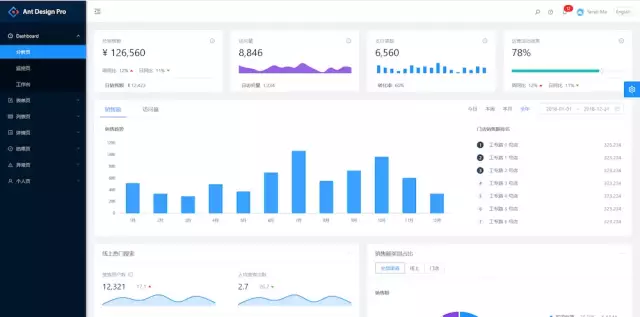 Ant Design Pro
Serati Ma
English
Dashboard
分析页
监控页
工作台
表单页
列表页
详情页
结果页
异常页
个人页
总销售额
¥ 126,560
周同比 12%
日同比 11%
日销售额 ¥ 12,423
访问量
8,846
日访问量 1,234
支付笔数
6,560
转化率 60%
运营活动效果
78%
周同比 12%
日同比 11%
销售额
访问量
今日
本周
本月
全年
2018-01-01
2018-12-31
销售趋势
1200
1000
800
600
400
200
0
1月
2月
3月
4月
5月
6月
7月
8月
9月
10月
11月
12月
门店销售额排名
1 工专路 0 号店 323,234
2 工专路 1 号店 323,234
3 工专路 2 号店 323,234
4 工专路 3 号店 323,234
5 工专路 4 号店 323,234
6 工专路 5 号店 323,234
7 工专路 6 号店 323,234
线上热门搜索
搜索用户数
12,321
17.1
人均搜索次数
2.7
26.2
销售额类别占比
全部渠道
线上
门店
销售额